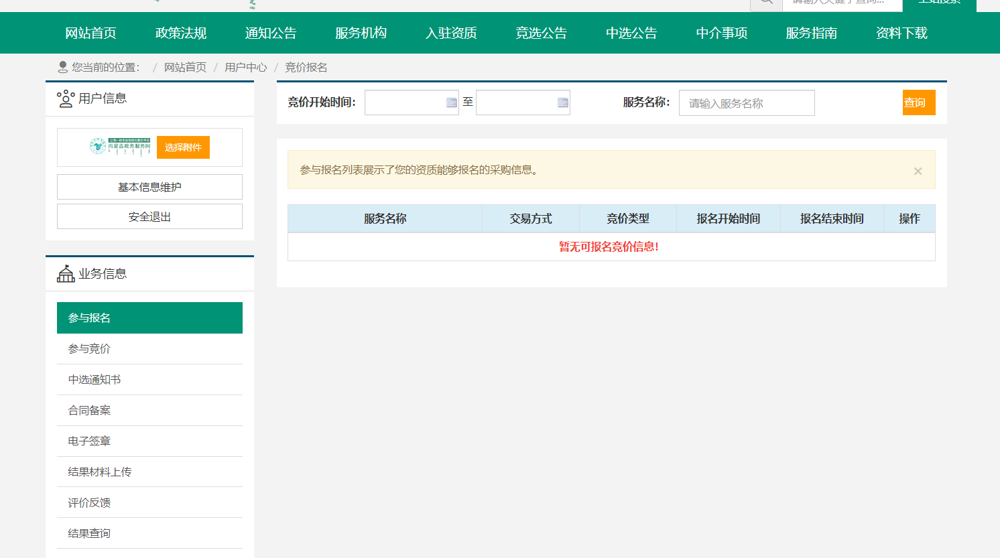 网站首页 政策法规 通知公告 服务机构 入驻资质 竞选公告 中选公告 中介事项 服务指南 资料下载
您当前的位置： / 网站首页 / 用户中心 / 竞价报名
用户信息
内蒙古政务服务网
选择附件
基本信息维护
安全退出
业务信息
参与报名
参与竞价
中选通知书
合同备案
电子签章
结果材料上传
评价反馈
结果查询
竞价开始时间： 至 服务名称： 请输入服务名称 查询
参与报名列表展示了您的资质能够报名的采购信息。 ×
服务名称 交易方式 竞价类型 报名开始时间 报名结束时间 操作
暂无可报名竞价信息!